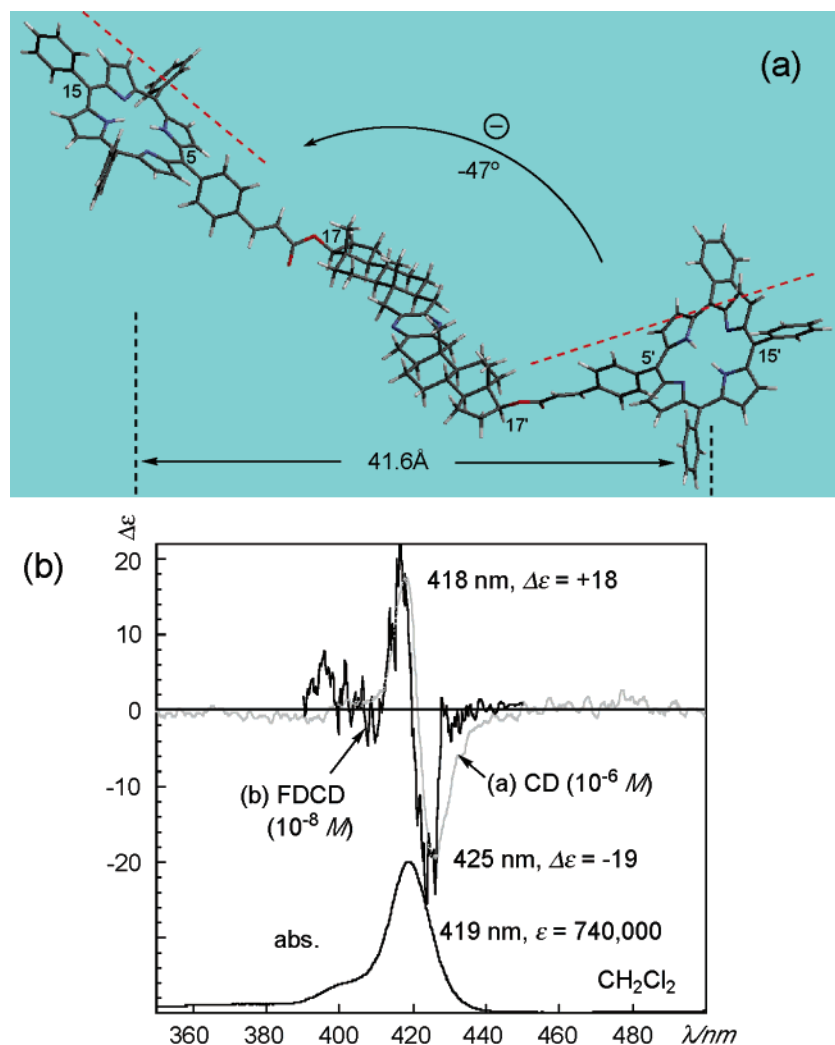 (a)
15
5
⊖
-47°
17
5'
15'
17'
41.6Å
(b)
Δε
20
10
0
-10
-20
418 nm, Δε = +18
(b) FDCD
(10⁻⁸ M)
(a) CD (10⁻⁶ M)
425 nm, Δε = -19
419 nm, ε = 740,000
abs.
CH₂Cl₂
360 380 400 420 440 460 480 λ/nm